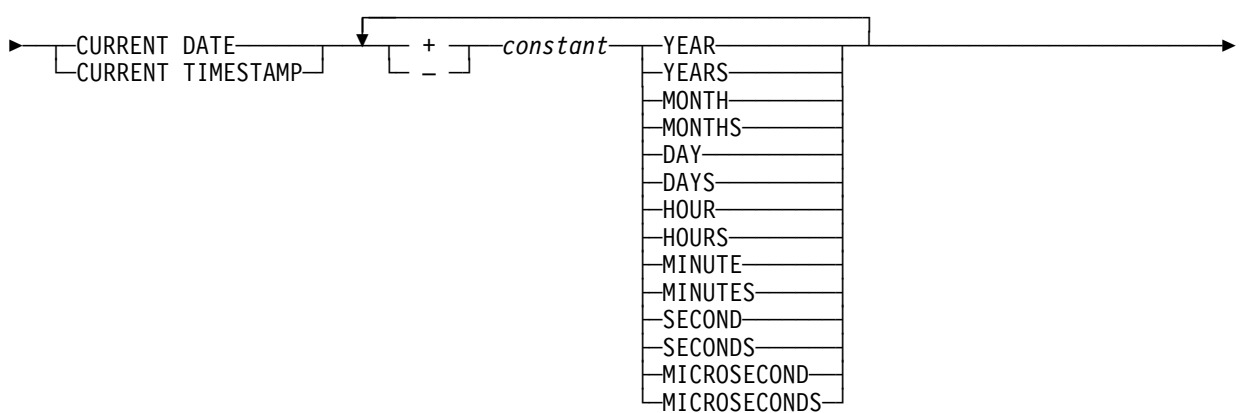 CURRENT DATE + constant YEAR
CURRENT TIMESTAMP – YEARS
MONTH
MONTHS
DAY
DAYS
HOUR
HOURS
MINUTE
MINUTES
SECOND
SECONDS
MICROSECOND
MICROSECONDS